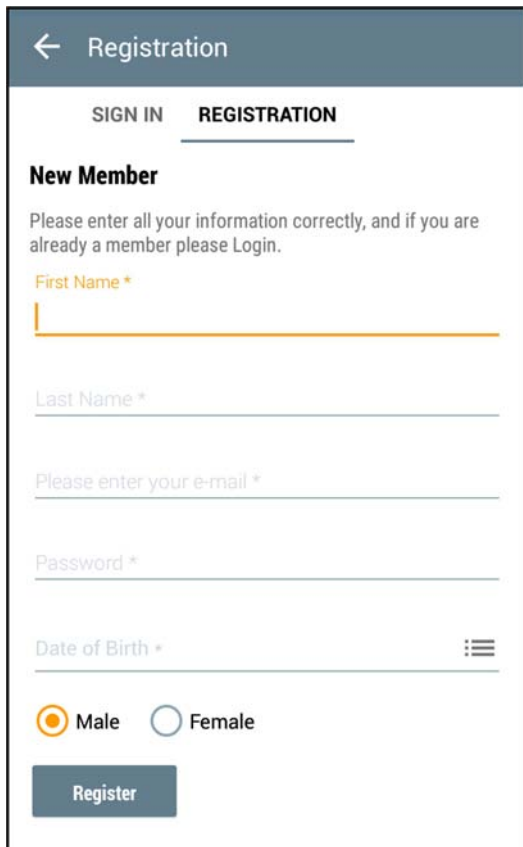 Registration
SIGN IN REGISTRATION
New Member
Please enter all your information correctly, and if you are
already a member please Login.
First Name *
Last Name *
Please enter your e-mail *
Password *
Date of Birth *
Male Female
Register